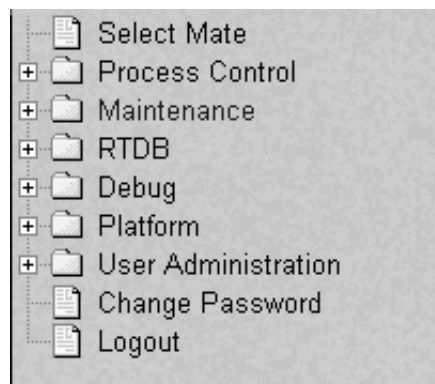 Select Mate
Process Control
Maintenance
RTDB
Debug
Platform
User Administration
Change Password
Logout